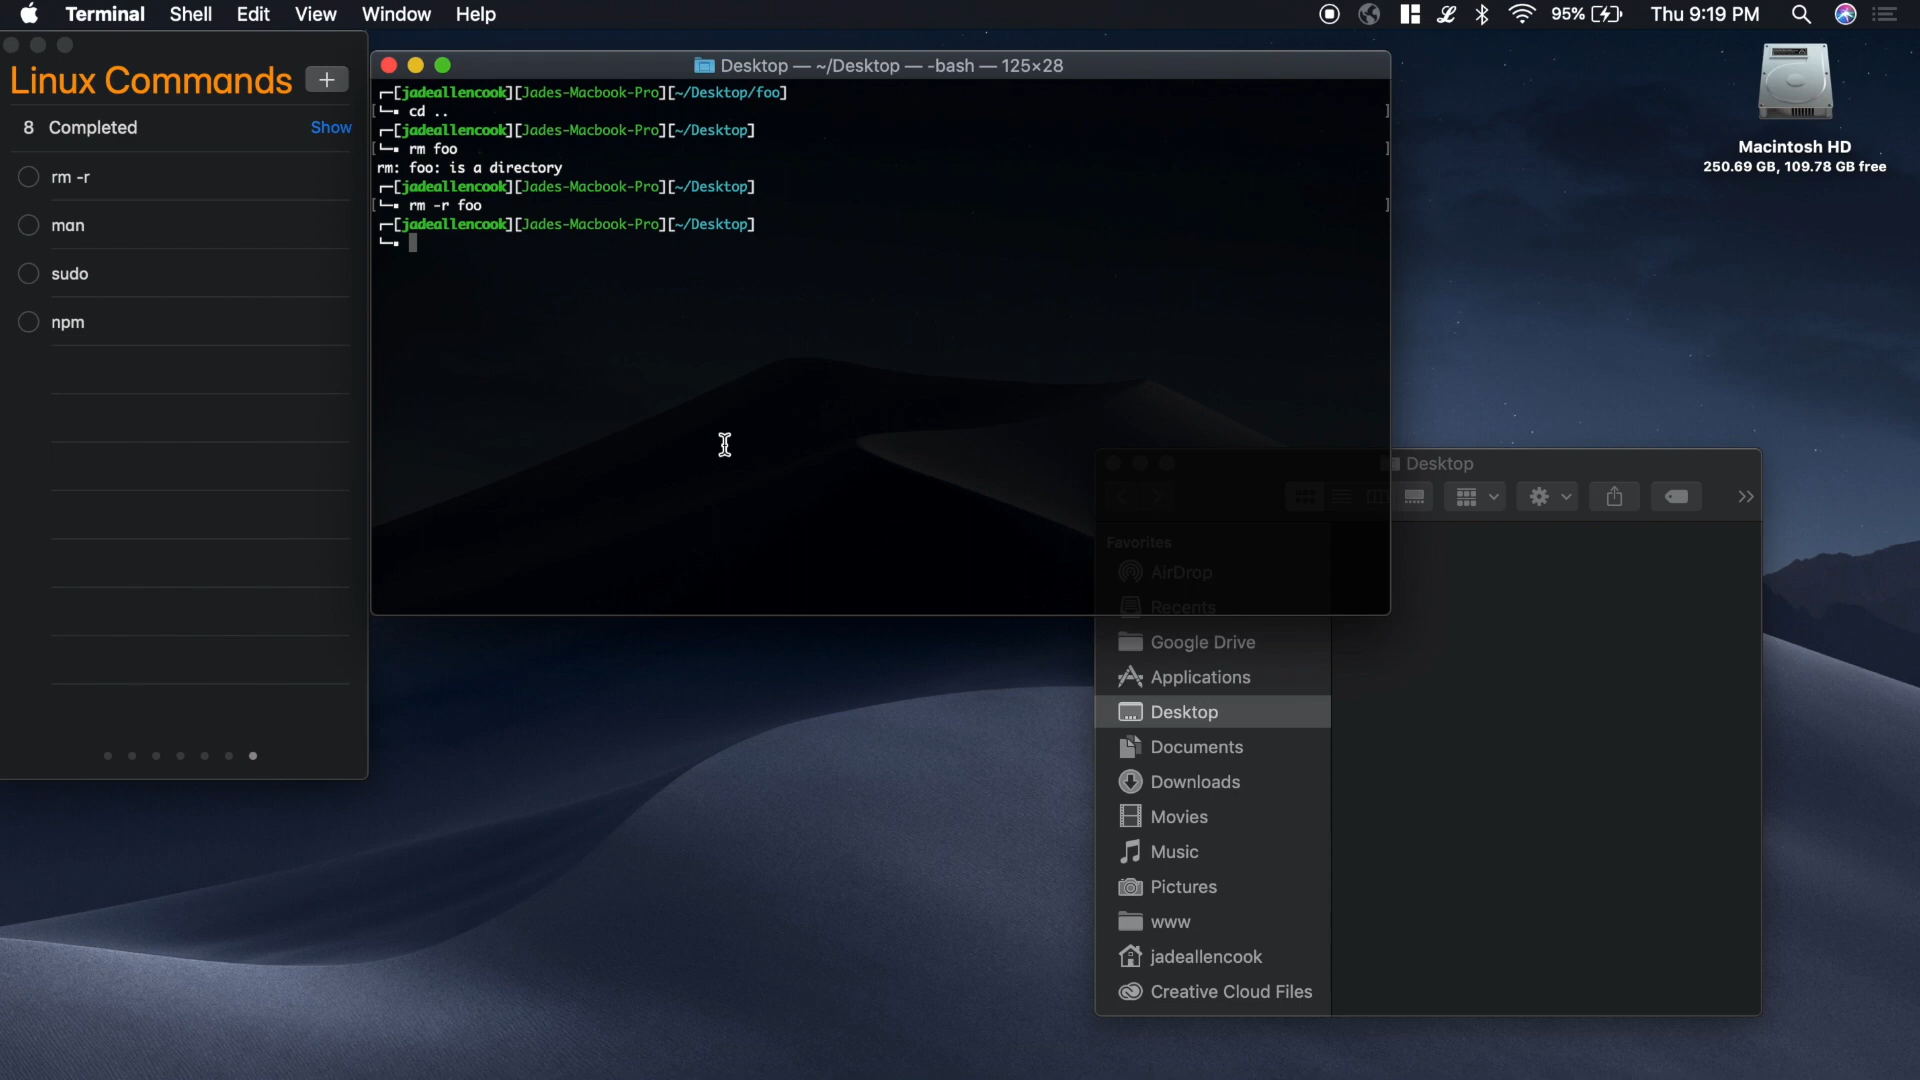 Terminal Shell Edit View Window Help
95% Thu 9:19 PM
Linux Commands +
8 Completed Show
rm -r
man
sudo
npm
Desktop — ~/Desktop — -bash — 125×28
┌─[jadeallencook][Jades-Macbook-Pro][~/Desktop/foo]
[└─▪ cd .. ]
┌─[jadeallencook][Jades-Macbook-Pro][~/Desktop]
[└─▪ rm foo ]
rm: foo: is a directory
┌─[jadeallencook][Jades-Macbook-Pro][~/Desktop]
[└─▪ rm -r foo ]
┌─[jadeallencook][Jades-Macbook-Pro][~/Desktop]
└─▪
Macintosh HD
250.69 GB, 109.78 GB free
Desktop
Favorites
AirDrop
Recents
Google Drive
Applications
Desktop
Documents
Downloads
Movies
Music
Pictures
www
jadeallencook
Creative Cloud Files